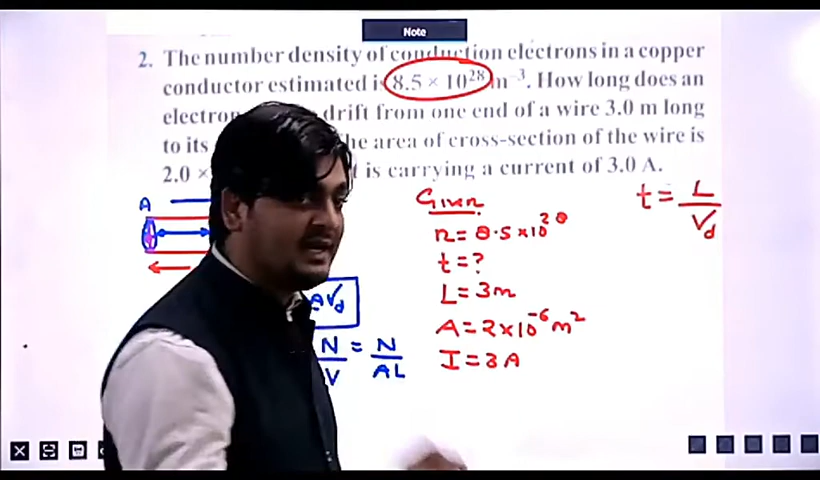 Note
2. The number density of conduction electrons in a copper
conductor estimated is 8.5 × 10²⁸ m⁻³. How long does an
drift from one end of a wire 3.0 m long
to its he area of cross-section of the wire is
2.0 × t is carrying a current of 3.0 A.
A
Given
n = 8.5 × 10²⁸
t = ?
L = 3m
A = 2 × 10⁻⁶ m²
I = 3A
t = L / Vd
AVd
N / V = N / AL